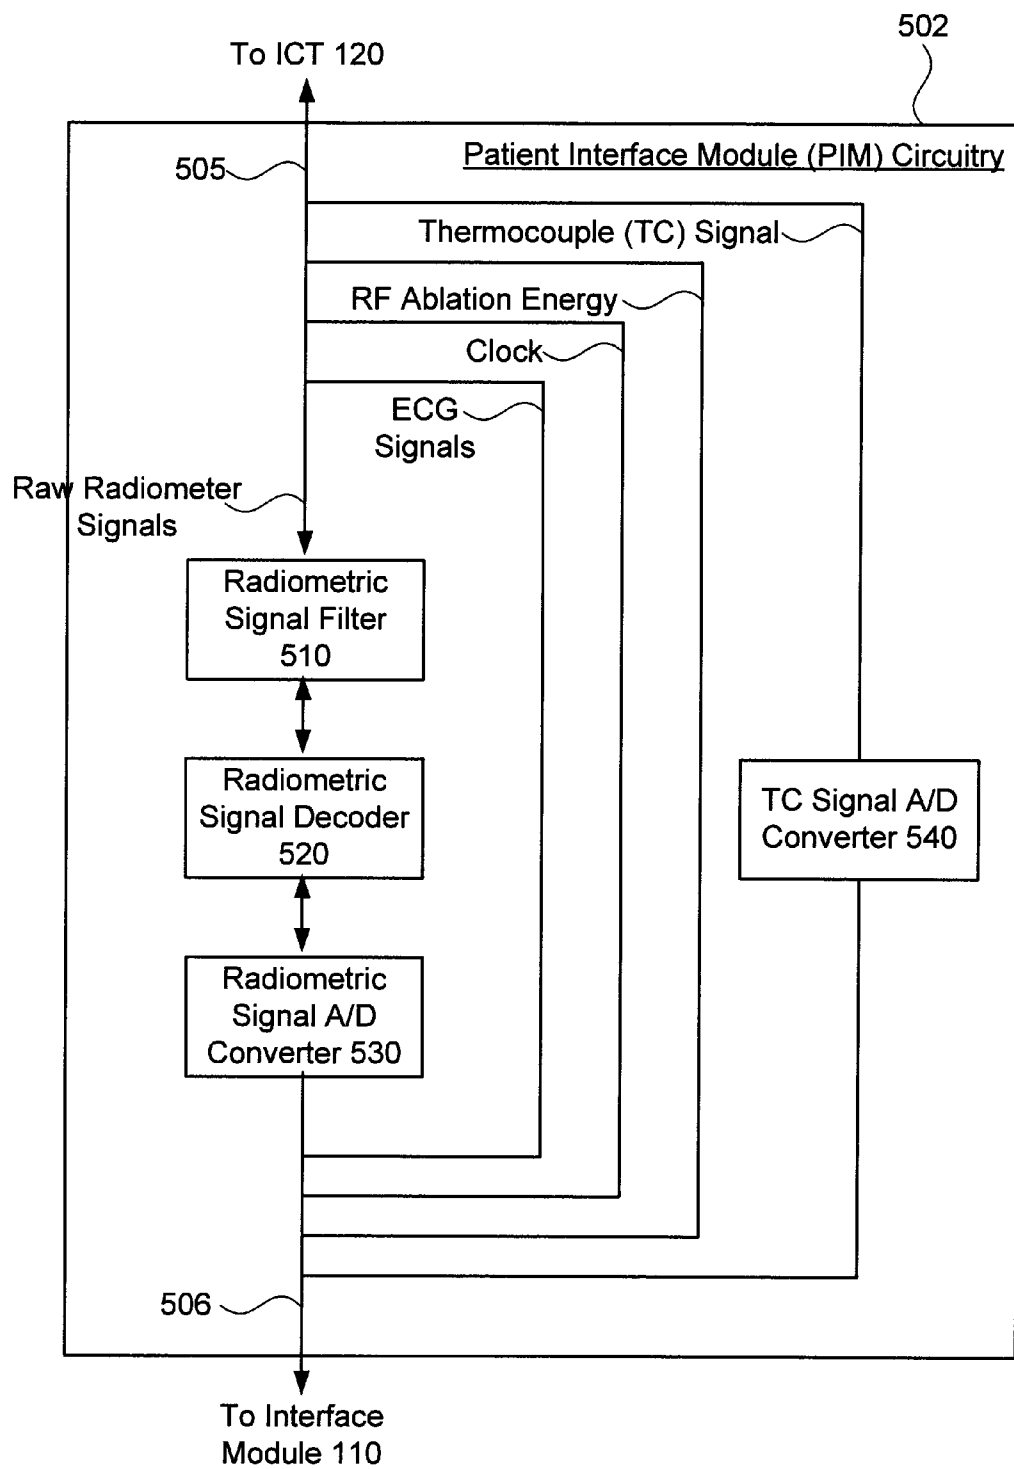 502
To ICT 120
Patient Interface Module (PIM) Circuitry
505
Thermocouple (TC) Signal
RF Ablation Energy
Clock
ECG
Signals
Raw Radiometer
Signals
Radiometric
Signal Filter
510
Radiometric
Signal Decoder
520
TC Signal A/D
Converter 540
Radiometric
Signal A/D
Converter 530
506
To Interface
Module 110